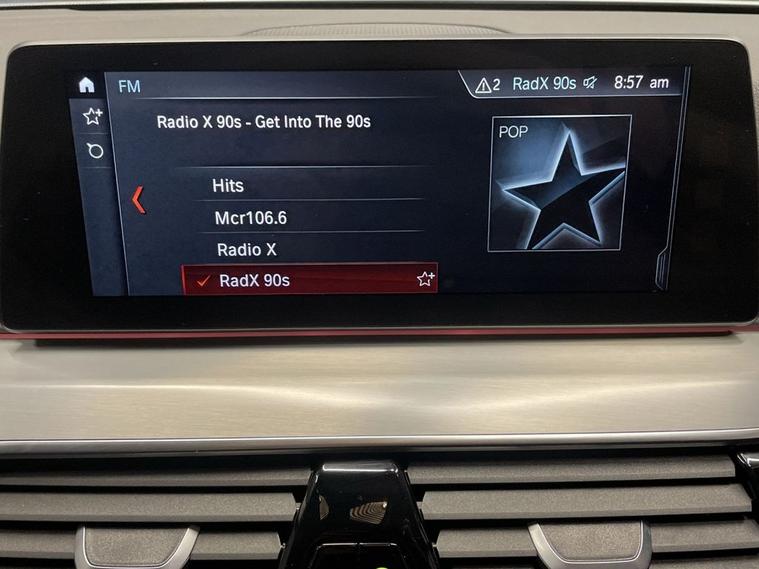 FM
2 RadX 90s 8:57 am
Radio X 90s - Get Into The 90s
POP
Hits
Mcr106.6
Radio X
RadX 90s